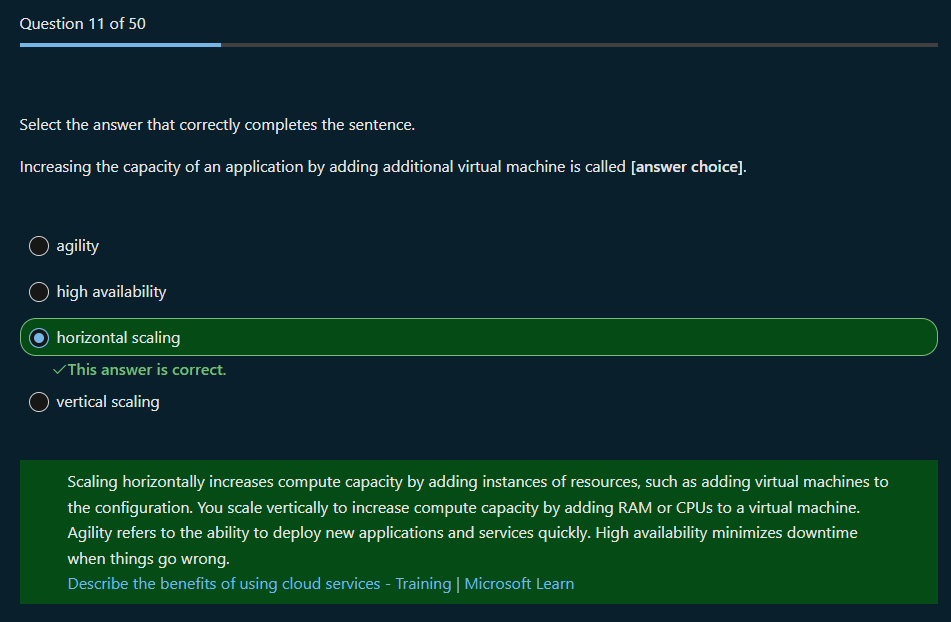 Question 11 of 50
Select the answer that correctly completes the sentence.
Increasing the capacity of an application by adding additional virtual machine is called [answer choice].
agility
high availability
horizontal scaling
✓This answer is correct.
vertical scaling
Scaling horizontally increases compute capacity by adding instances of resources, such as adding virtual machines to
the configuration. You scale vertically to increase compute capacity by adding RAM or CPUs to a virtual machine.
Agility refers to the ability to deploy new applications and services quickly. High availability minimizes downtime
when things go wrong.
Describe the benefits of using cloud services - Training | Microsoft Learn